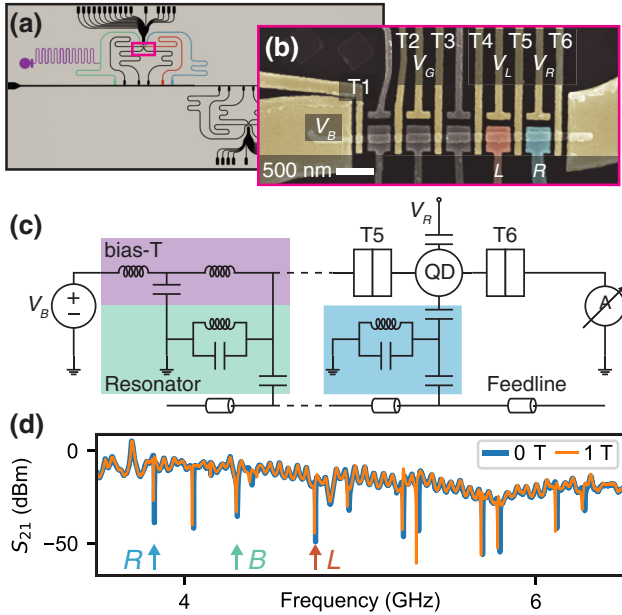 (a)
(b)
T1
T2
T3
T4
T5
T6
V_G
V_L
V_R
V_B
500 nm
L
R
(c)
V_R
bias-T
T5
QD
T6
V_B
A
Resonator
Feedline
(d)
0 T
1 T
S_21 (dBm)
0
−50
R
B
L
4
6
Frequency (GHz)